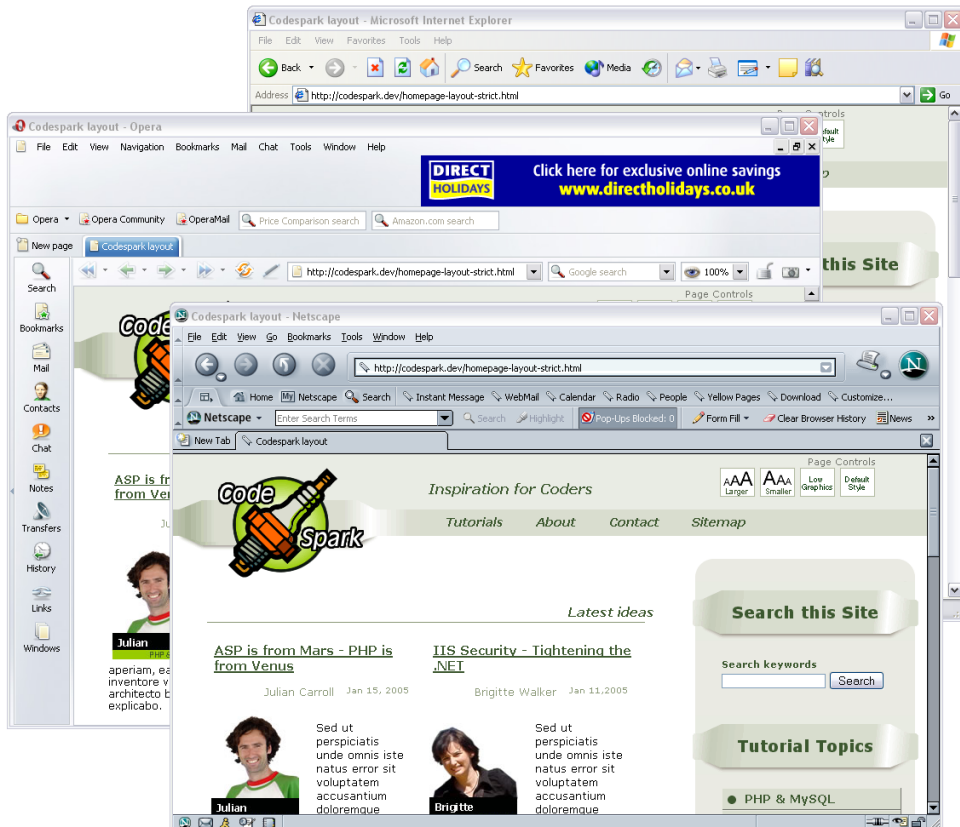 Codespark layout - Microsoft Internet Explorer
File Edit View Favorites Tools Help
Back Search Favorites Media
Address http://codespark.dev/homepage-layout-strict.html Go
this Site
Codespark layout - Opera
File Edit View Navigation Bookmarks Mail Chat Tools Window Help
DIRECT HOLIDAYS
Click here for exclusive online savings
www.directholidays.co.uk
Opera Opera Community OperaMail Price Comparison search Amazon.com search
New page Codespark layout
http://codespark.dev/homepage-layout-strict.html Google search 100%
Page Controls
Search
Bookmarks
Mail
Contacts
Chat
Notes
Transfers
History
Links
Windows
Code
ASP is fr
from Ve
Ju
Julian
PHP &
aperiam, ea
inventore v
architecto b
explicabo.
Codespark layout - Netscape
File Edit View Go Bookmarks Tools Window Help
http://codespark.dev/homepage-layout-strict.html
Home My Netscape Search Instant Message WebMail Calendar Radio People Yellow Pages Download Customize...
Netscape Enter Search Terms Search Highlight Pop-Ups Blocked: 0 Form Fill Clear Browser History News
New Tab Codespark layout
Code Spark
Inspiration for Coders
Page Controls
AAA Larger
AAA Smaller
Low Graphics
Default Style
Tutorials About Contact Sitemap
Latest ideas
ASP is from Mars - PHP is
from Venus
Julian Carroll Jan 15, 2005
Julian
Sed ut
perspiciatis
unde omnis iste
natus error sit
voluptatem
accusantium
doloremque
IIS Security - Tightening the
.NET
Brigitte Walker Jan 11,2005
Brigitte
Sed ut
perspiciatis
unde omnis iste
natus error sit
voluptatem
accusantium
doloremque
Search this Site
Search keywords
Search
Tutorial Topics
PHP & MySQL